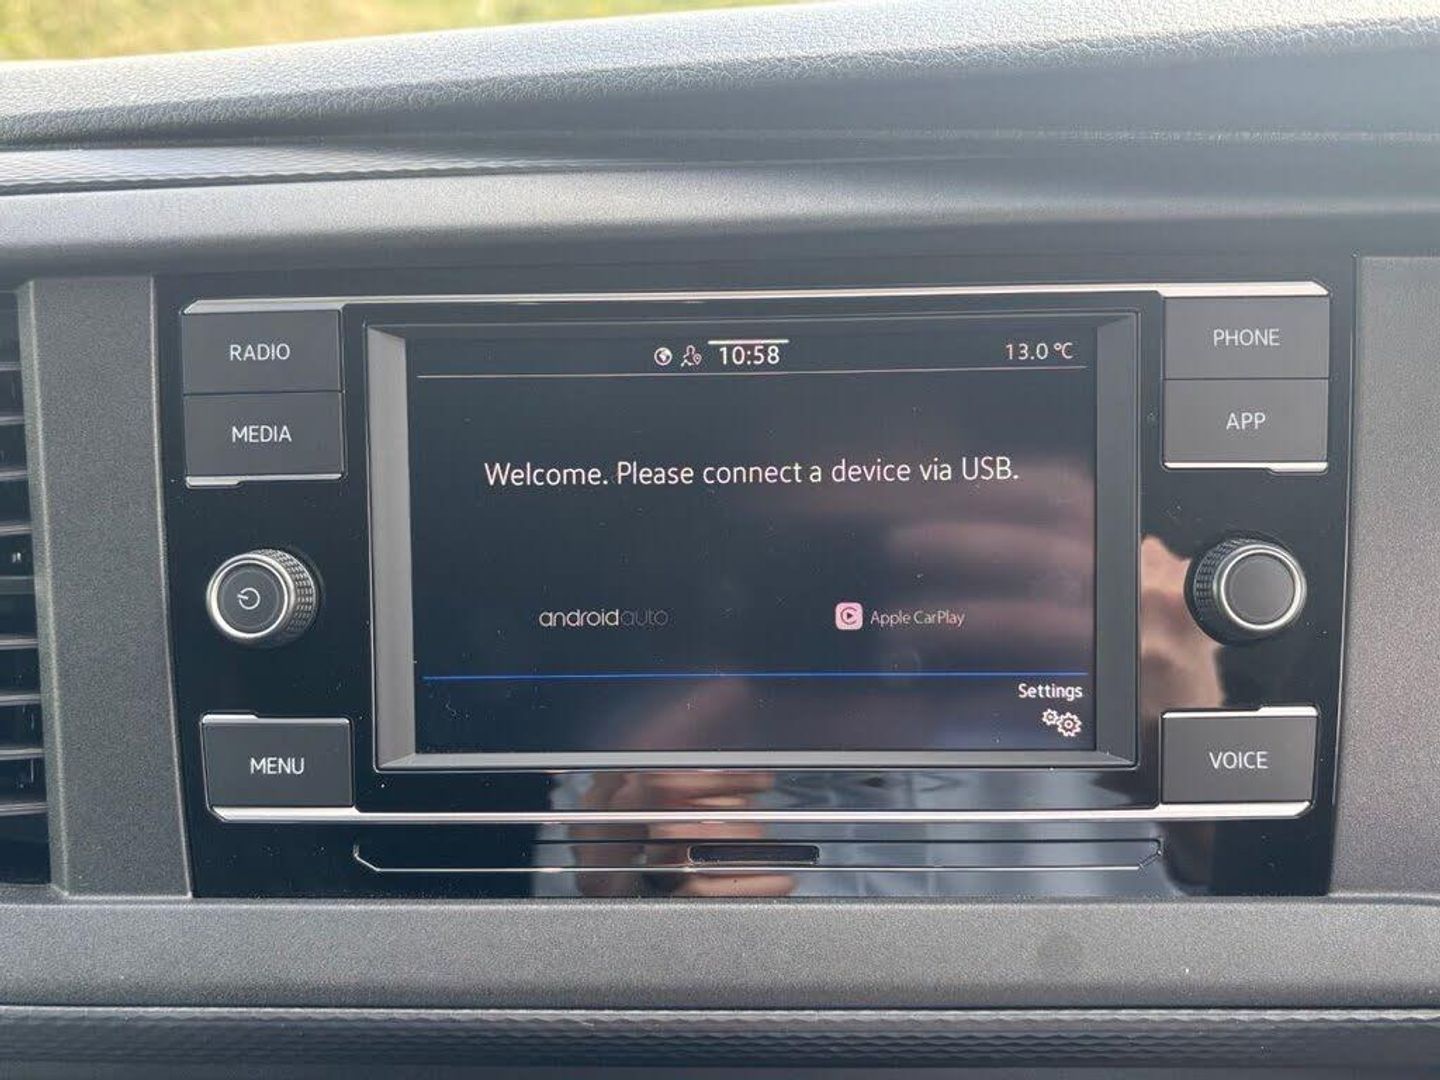 10:58
13.0 °C
RADIO
PHONE
MEDIA
APP
Welcome. Please connect a device via USB.
androidauto
Apple CarPlay
Settings
MENU
VOICE